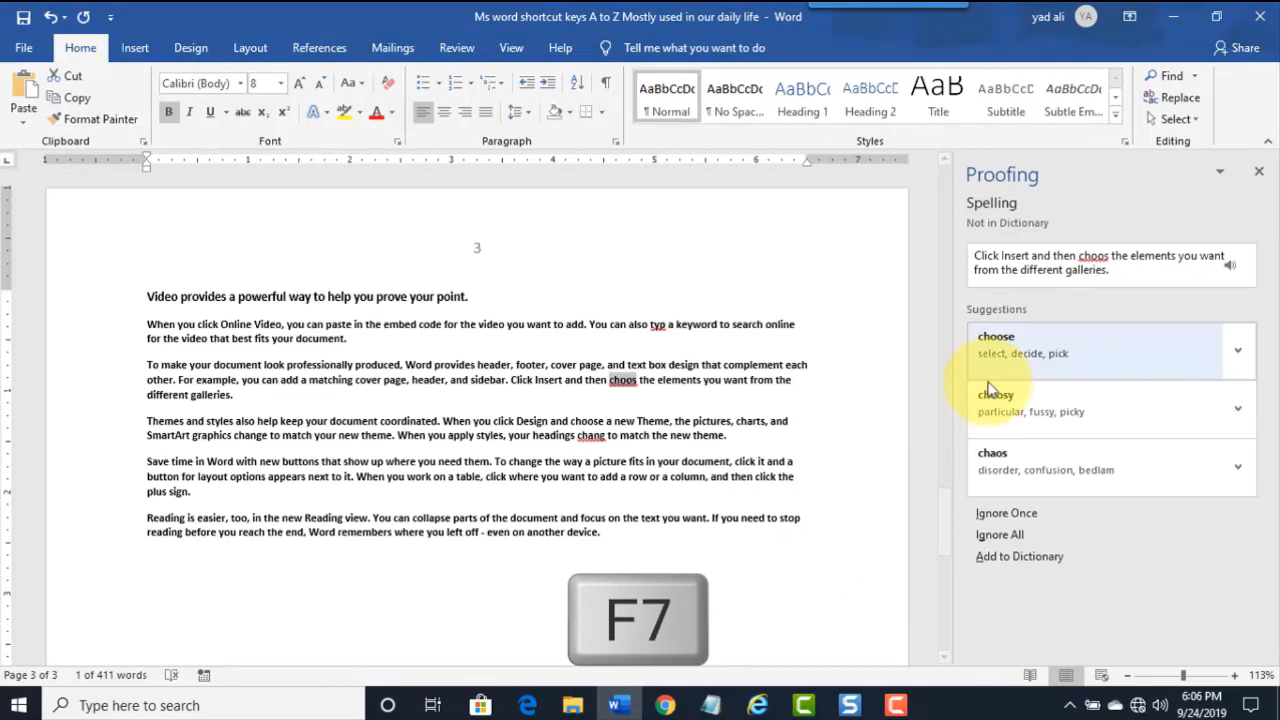 Ms word shortcut keys A to Z Mostly used in our daily life - Word
yad ali YA
File Home Insert Design Layout References Mailings Review View Help Tell me what you want to do Share
Cut
Copy
Format Painter
Paste
Calibri (Body) 8
AaBbCcDc AaBbCcDc AaBbCc AaBbCcD AaB AaBbCcD AaBbCcDc
¶ Normal ¶ No Spac... Heading 1 Heading 2 Title Subtitle Subtle Em...
Find
Replace
Select
Clipboard Font Paragraph Styles Editing
1 1 2 3 4 5 6 7
3
Video provides a powerful way to help you prove your point.
When you click Online Video, you can paste in the embed code for the video you want to add. You can also typ a keyword to search online
for the video that best fits your document.
To make your document look professionally produced, Word provides header, footer, cover page, and text box design that complement each
other. For example, you can add a matching cover page, header, and sidebar. Click Insert and then choos the elements you want from the
different galleries.
Themes and styles also help keep your document coordinated. When you click Design and choose a new Theme, the pictures, charts, and
SmartArt graphics change to match your new theme. When you apply styles, your headings chang to match the new theme.
Save time in Word with new buttons that show up where you need them. To change the way a picture fits in your document, click it and a
button for layout options appears next to it. When you work on a table, click where you want to add a row or a column, and then click the
plus sign.
Reading is easier, too, in the new Reading view. You can collapse parts of the document and focus on the text you want. If you need to stop
reading before you reach the end, Word remembers where you left off - even on another device.
F7
Proofing
Spelling
Not in Dictionary
Click Insert and then choos the elements you want
from the different galleries.
Suggestions
choose
select, decide, pick
choosy
particular, fussy, picky
chaos
disorder, confusion, bedlam
Ignore Once
Ignore All
Add to Dictionary
Page 3 of 3 1 of 411 words 113%
Type here to search
6:06 PM
9/24/2019